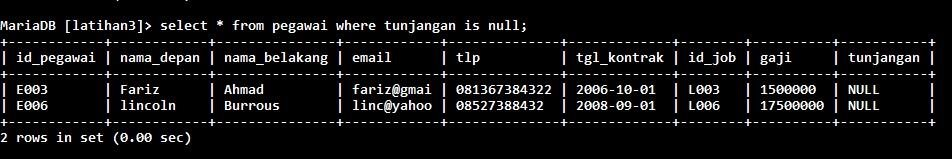 MariaDB [latihan3]> select * from pegawai where tunjangan is null;
+------------+------------+---------------+------------+--------------+-------------+--------+----------+-----------+
| id_pegawai | nama_depan | nama_belakang | email      | tlp          | tgl_kontrak | id_job | gaji     | tunjangan |
+------------+------------+---------------+------------+--------------+-------------+--------+----------+-----------+
| E003       | Fariz      | Ahmad         | fariz@gmai | 081367384322 | 2006-10-01  | L003   | 1500000  | NULL      |
| E006       | lincoln    | Burrous       | linc@yahoo | 08527388432  | 2008-09-01  | L006   | 17500000 | NULL      |
+------------+------------+---------------+------------+--------------+-------------+--------+----------+-----------+
2 rows in set (0.00 sec)